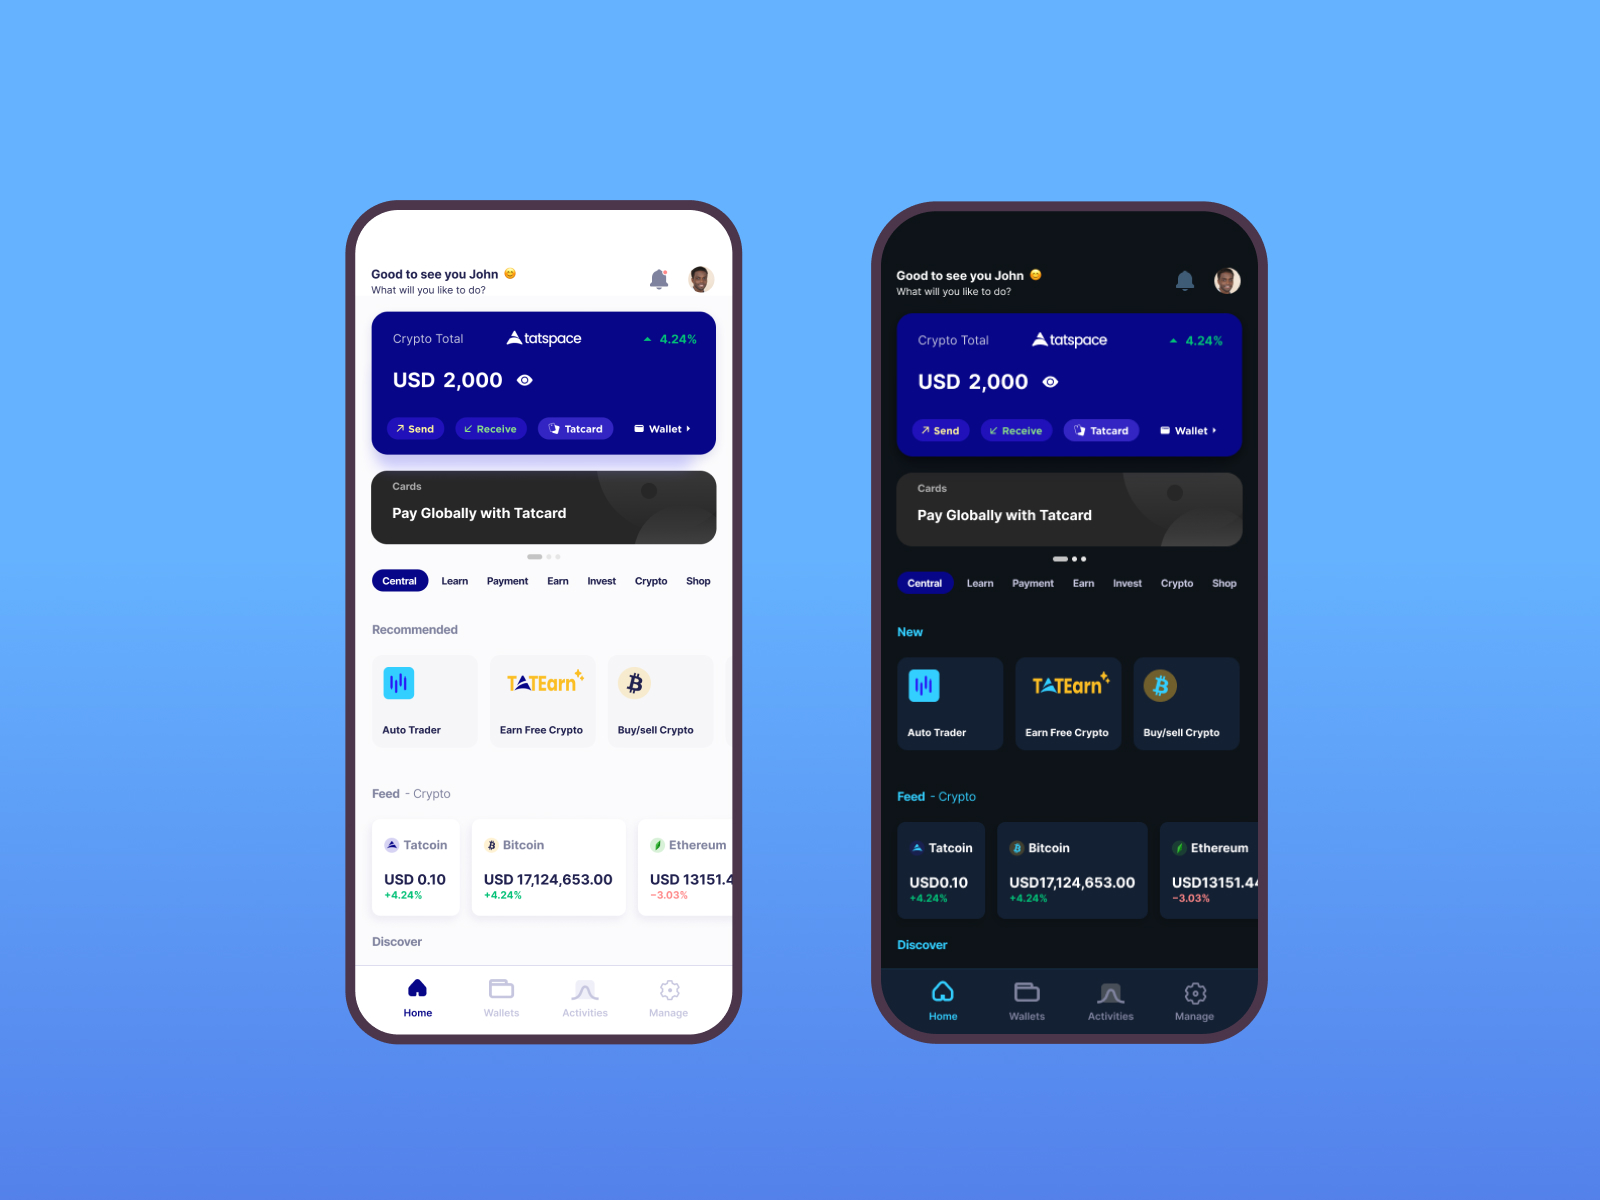 Good to see you John 😊
What will you like to do?
Crypto Total
tatspace
4.24%
USD 2,000
Send
Receive
Tatcard
Wallet
Cards
Pay Globally with Tatcard
Central
Learn
Payment
Earn
Invest
Crypto
Shop
Recommended
TATEarn
Auto Trader
Earn Free Crypto
Buy/sell Crypto
Feed - Crypto
Tatcoin
Bitcoin
Ethereum
USD 0.10
USD 17,124,653.00
USD 13151.4
+4.24%
+4.24%
−3.03%
Discover
Home
Wallets
Activities
Manage
Good to see you John 😊
What will you like to do?
Crypto Total
tatspace
4.24%
USD 2,000
Send
Receive
Tatcard
Wallet
Cards
Pay Globally with Tatcard
Central
Learn
Payment
Earn
Invest
Crypto
Shop
New
TATEarn
Auto Trader
Earn Free Crypto
Buy/sell Crypto
Feed - Crypto
Tatcoin
Bitcoin
Ethereum
USD0.10
USD17,124,653.00
USD13151.44
+4.24%
+4.24%
−3.03%
Discover
Home
Wallets
Activities
Manage